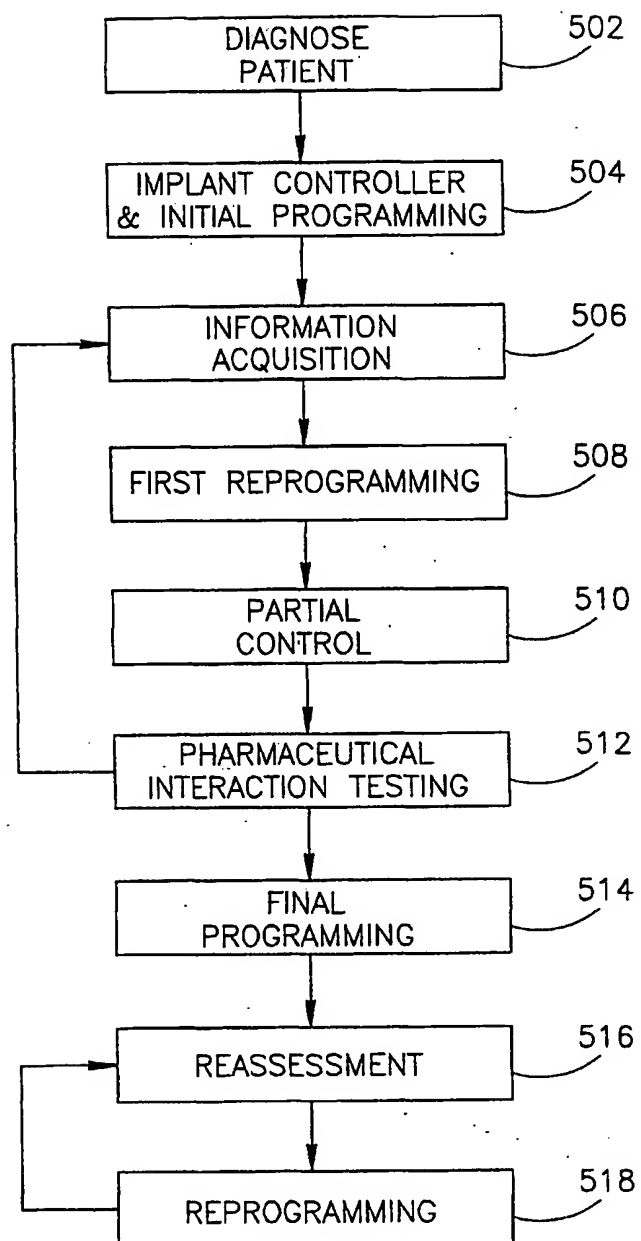 DIAGNOSE
PATIENT
502
IMPLANT CONTROLLER
& INITIAL PROGRAMMING
504
INFORMATION
ACQUISITION
506
FIRST REPROGRAMMING
508
PARTIAL
CONTROL
510
PHARMACEUTICAL
INTERACTION TESTING
512
FINAL
PROGRAMMING
514
REASSESSMENT
516
REPROGRAMMING
518